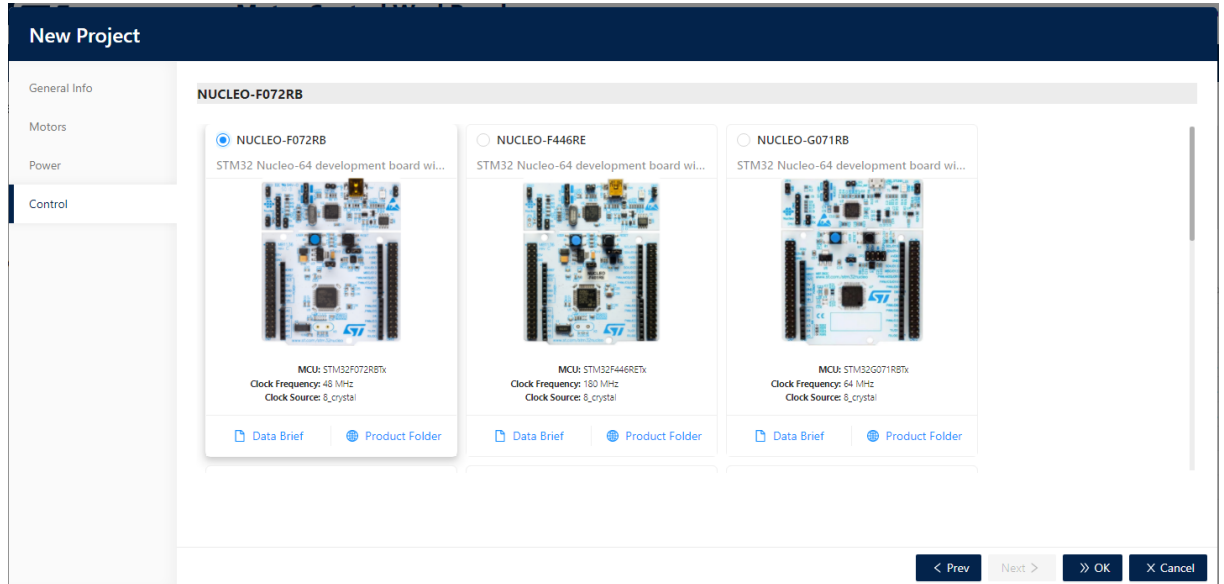 New Project
General Info
Motors
Power
Control
NUCLEO-F072RB
NUCLEO-F072RB
STM32 Nucleo-64 development board wi...
MCU: STM32F072RBTx
Clock Frequency: 48 MHz
Clock Source: 8_crystal
Data Brief
Product Folder
NUCLEO-F446RE
STM32 Nucleo-64 development board wi...
MCU: STM32F446RETx
Clock Frequency: 180 MHz
Clock Source: 8_crystal
Data Brief
Product Folder
NUCLEO-G071RB
STM32 Nucleo-64 development board wi...
MCU: STM32G071RBTx
Clock Frequency: 64 MHz
Clock Source: 8_crystal
Data Brief
Product Folder
< Prev
Next >
>> OK
X Cancel